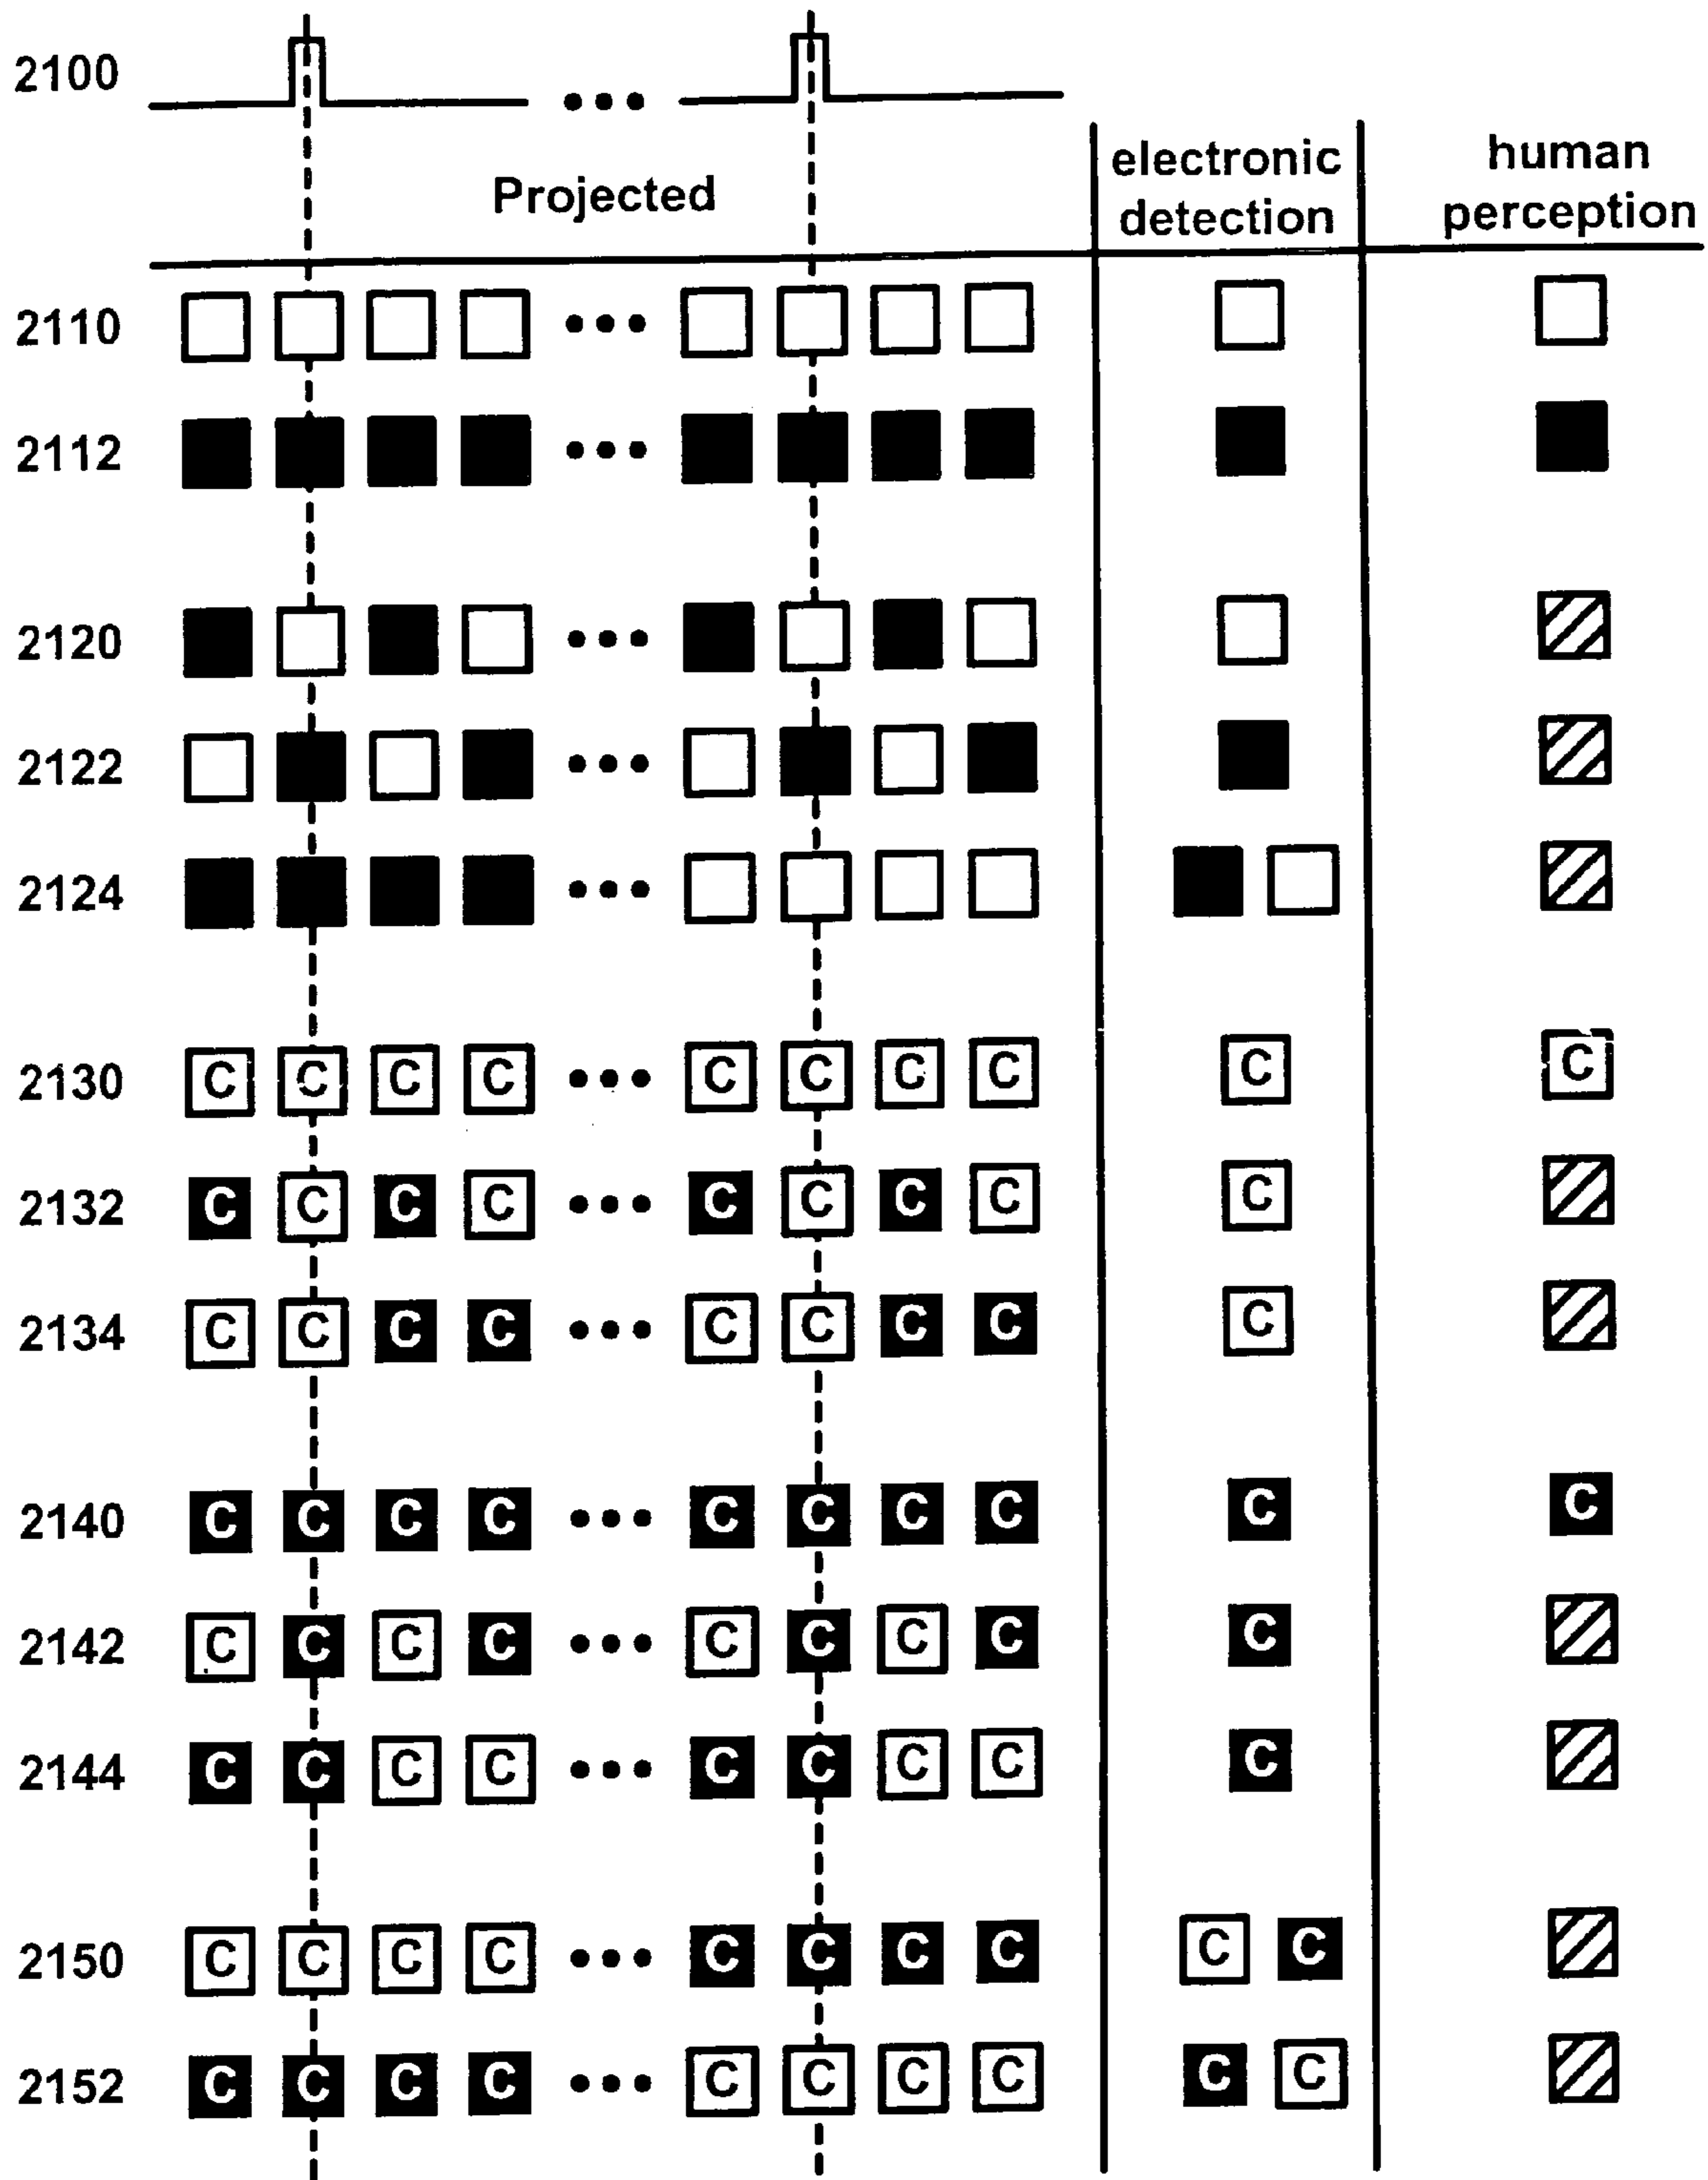 2100
Projected
electronic
detection
human
perception
2110
•••
2112
•••
2120
•••
2122
•••
2124
•••
2130 C C C C ••• C C C C C C
2132 C C C C ••• C C C C C
2134 C C C C ••• C C C C C
2140 C C C C ••• C C C C C C
2142 C C C C ••• C C C C C
2144 C C C C ••• C C C C C
2150 C C C C ••• C C C C C C
2152 C C C C ••• C C C C C C